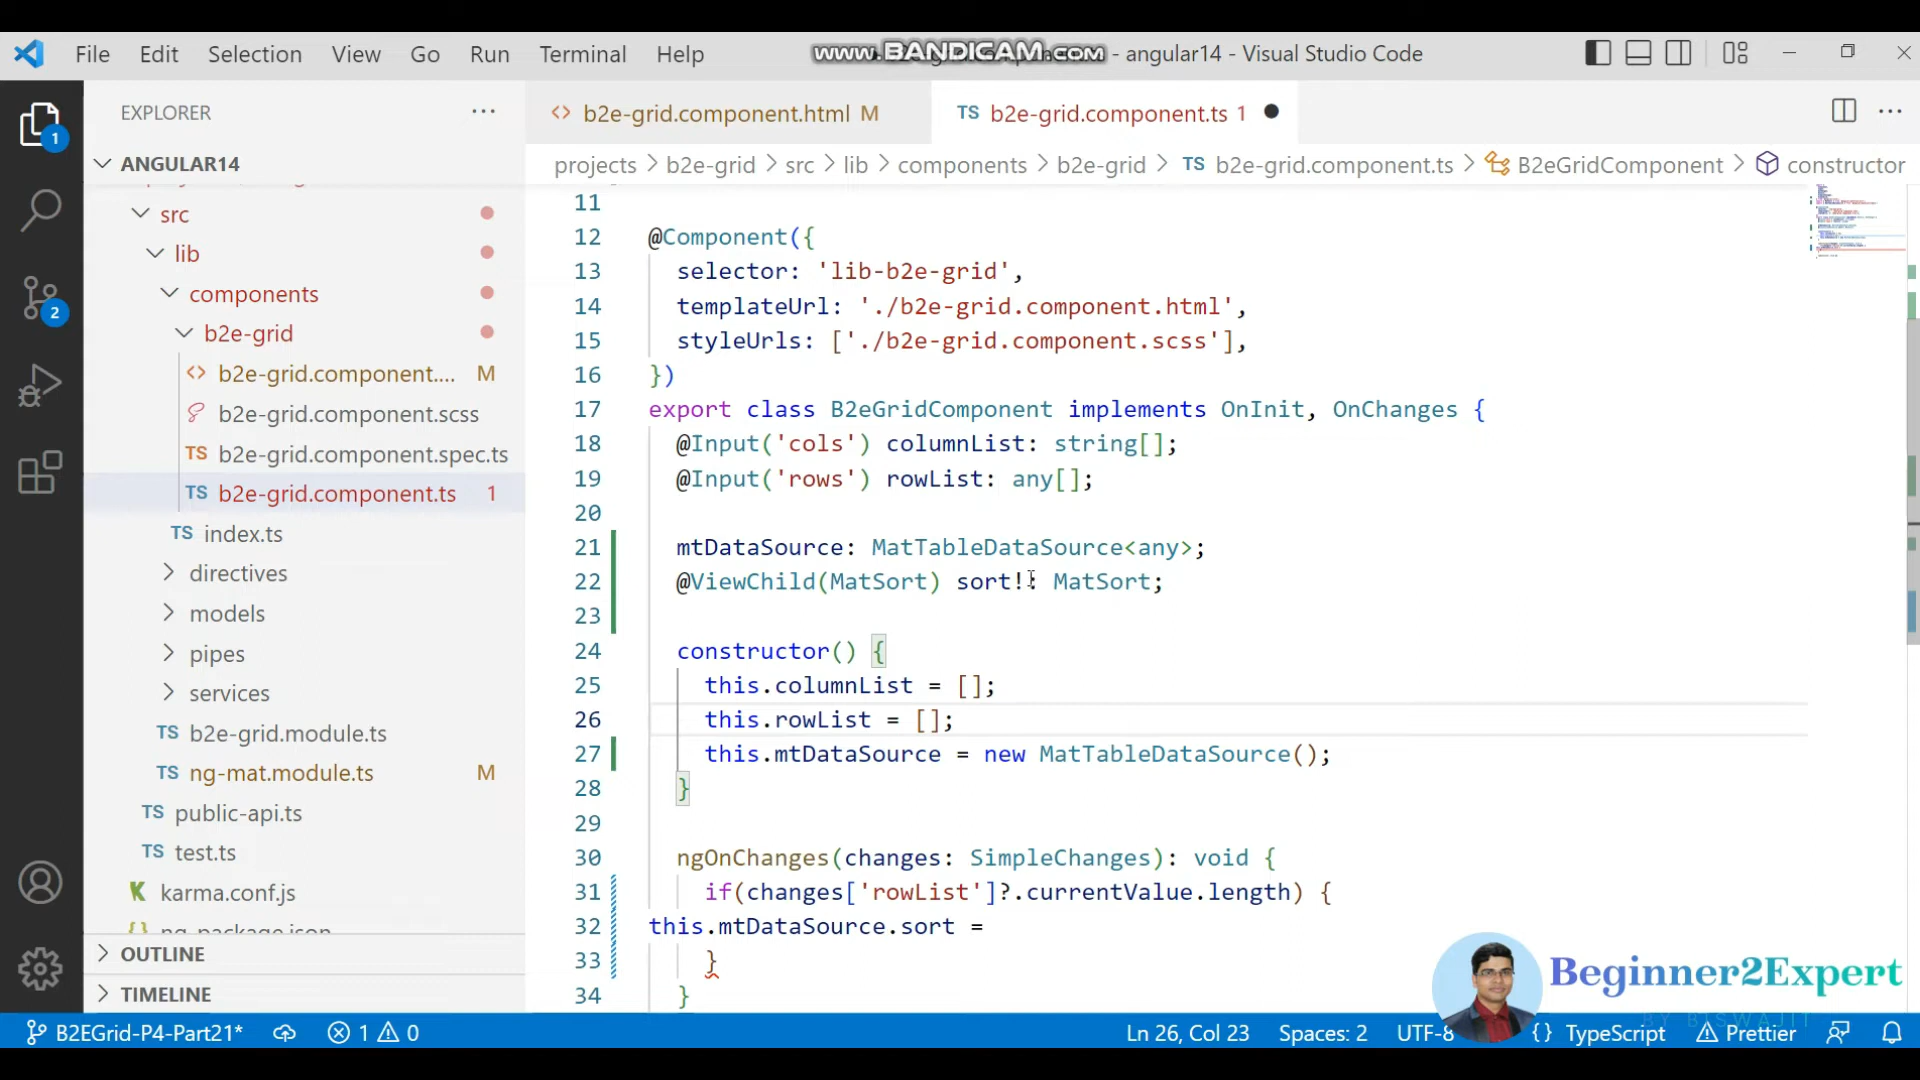 File Edit Selection View Go Run Terminal Help
www.BANDICAM.com - angular14 - Visual Studio Code
EXPLORER
ANGULAR14
src
lib
components
b2e-grid
b2e-grid.component.... M
b2e-grid.component.scss
TS b2e-grid.component.spec.ts
TS b2e-grid.component.ts 1
TS index.ts
directives
models
pipes
services
TS b2e-grid.module.ts
TS ng-mat.module.ts M
TS public-api.ts
TS test.ts
karma.conf.js
ng-package.json
OUTLINE
TIMELINE
1
2
b2e-grid.component.html M
TS b2e-grid.component.ts 1
projects > b2e-grid > src > lib > components > b2e-grid > TS b2e-grid.component.ts > B2eGridComponent > constructor
11
12 @Component({
13 selector: 'lib-b2e-grid',
14 templateUrl: './b2e-grid.component.html',
15 styleUrls: ['./b2e-grid.component.scss'],
16 })
17 export class B2eGridComponent implements OnInit, OnChanges {
18 @Input('cols') columnList: string[];
19 @Input('rows') rowList: any[];
20
21 mtDataSource: MatTableDataSource<any>;
22 @ViewChild(MatSort) sort!: MatSort;
23
24 constructor() {
25 this.columnList = [];
26 this.rowList = [];
27 this.mtDataSource = new MatTableDataSource();
28 }
29
30 ngOnChanges(changes: SimpleChanges): void {
31 if(changes['rowList']?.currentValue.length) {
32 this.mtDataSource.sort =
33 }
34 }
Beginner2Expert
BY BISWAJIT
B2EGrid-P4-Part21* 1 0 Ln 26, Col 23 Spaces: 2 UTF-8 {} TypeScript Prettier